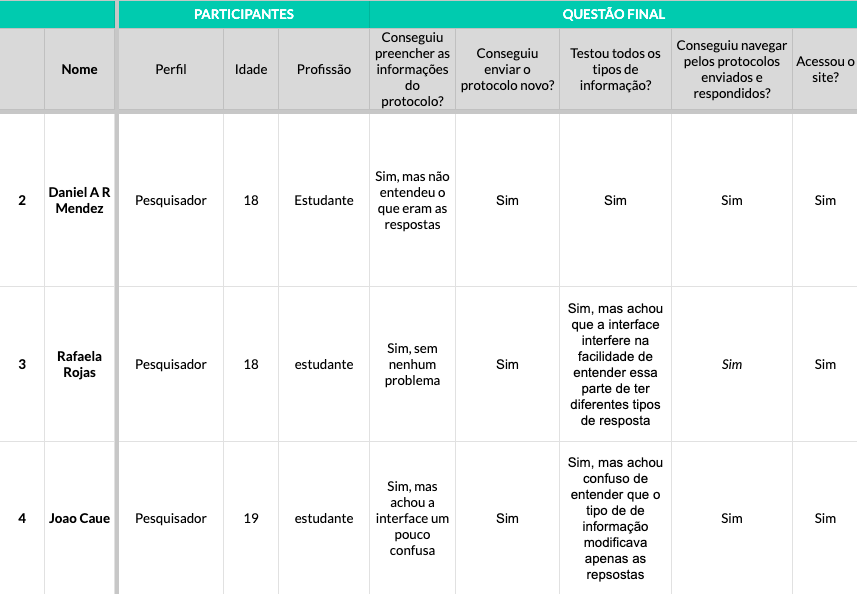 PARTICIPANTES QUESTÃO FINAL
Nome
Perfil
Idade
Profissão
Conseguiu
preencher as
informações
do
protocolo?
Conseguiu
enviar o
protocolo novo?
Testou todos os
tipos de
informação?
Conseguiu navegar
pelos protocolos
enviados e
respondidos?
Acessou o
site?
2
Daniel A R
Mendez
Pesquisador
18
Estudante
Sim, mas não
entendeu o
que eram as
respostas
Sim
Sim
Sim
Sim
3
Rafaela
Rojas
Pesquisador
18
estudante
Sim, sem
nenhum
problema
Sim
Sim, mas achou
que a interface
interfere na
facilidade de
entender essa
parte de ter
diferentes tipos
de resposta
Sim
Sim
4
Joao Caue
Pesquisador
19
estudante
Sim, mas
achou a
interface um
pouco
confusa
Sim
Sim, mas achou
confuso de
entender que o
tipo de de
informação
modificava
apenas as
repsostas
Sim
Sim